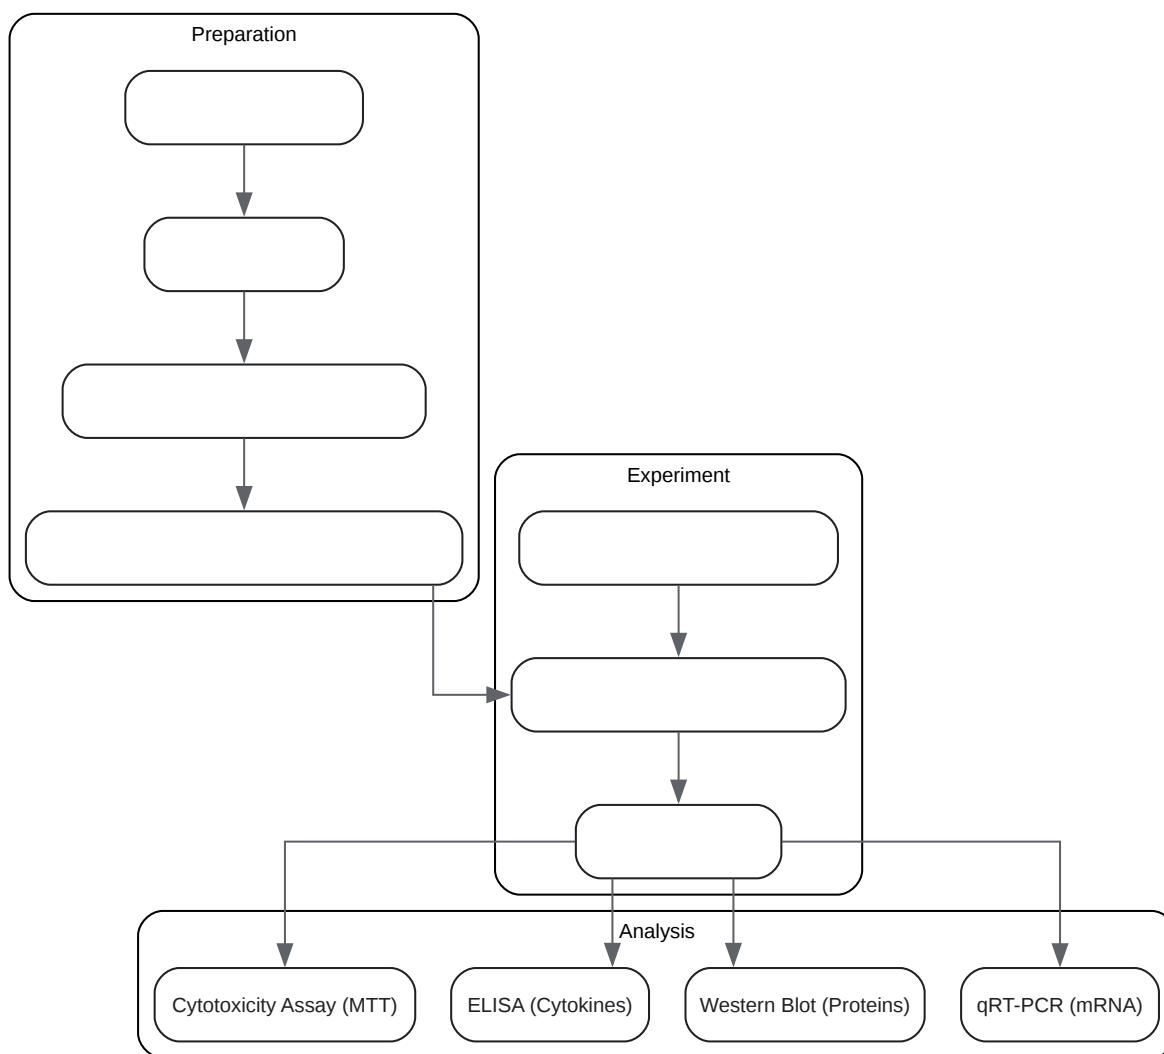 Preparation
Experiment
Analysis
Cytotoxicity Assay (MTT)
ELISA (Cytokines)
Western Blot (Proteins)
qRT-PCR (mRNA)